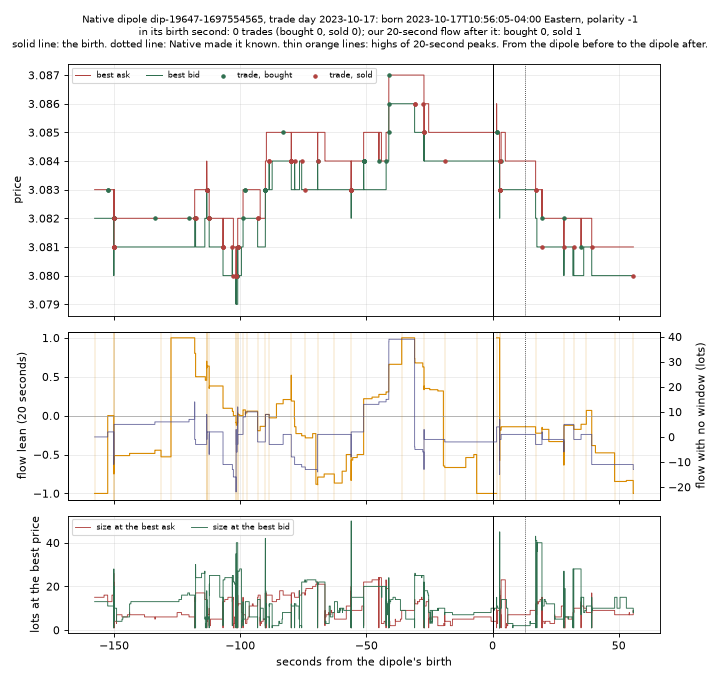 Native dipole dip-19647-1697554565, trade day 2023-10-17: born 2023-10-17T10:56:05-04:00 Eastern, polarity -1
in its birth second: 0 trades (bought 0, sold 0); our 20-second flow after it: bought 0, sold 1
solid line: the birth. dotted line: Native made it known. thin orange lines: highs of 20-second peaks. From the dipole before to the dipole after.
best ask
best bid
trade, bought
trade, sold
price
3.087
3.086
3.085
3.084
3.083
3.082
3.081
3.080
3.079
flow lean (20 seconds)
1.0
0.5
0.0
−0.5
−1.0
40
30
20
10
0
−10
−20
flow with no window (lots)
size at the best ask
size at the best bid
lots at the best price
40
20
0
−150
−100
−50
0
50
seconds from the dipole's birth